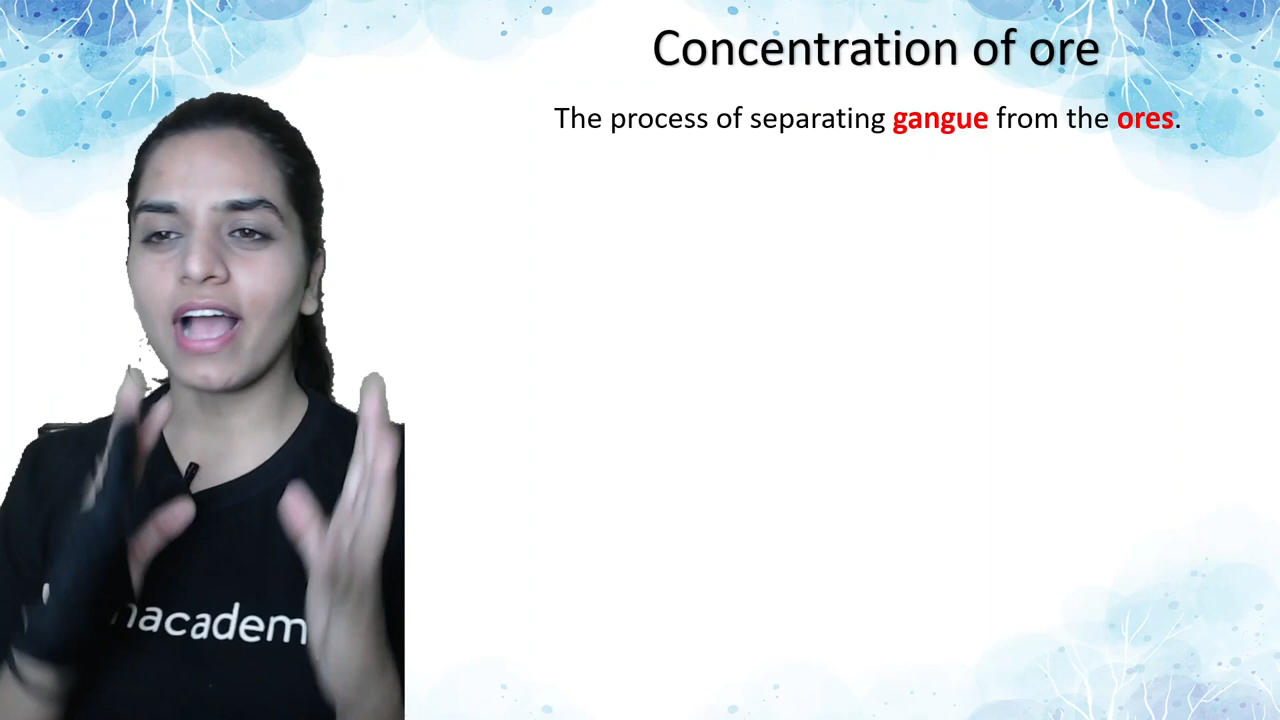 Concentration of ore
The process of separating gangue from the ores.
nacadem